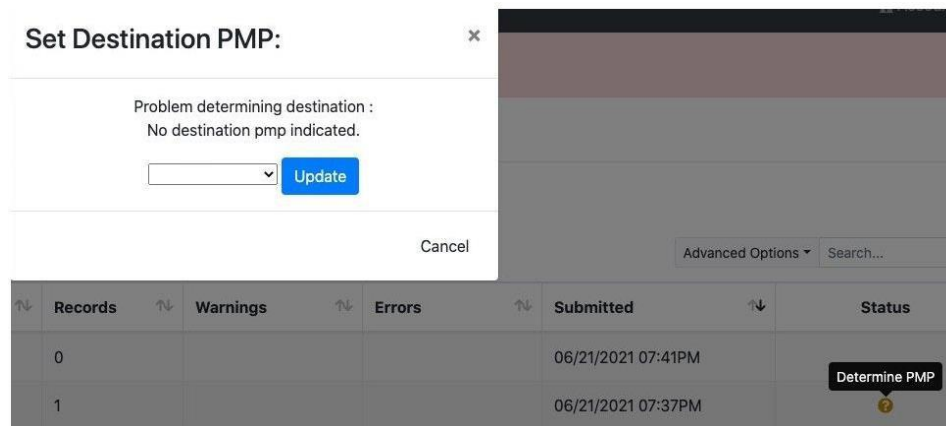 Set Destination PMP:
×
Problem determining destination :
No destination pmp indicated.
Update
Cancel
Advanced Options
Search...
Records
Warnings
Errors
Submitted
Status
0
06/21/2021 07:41PM
Determine PMP
1
06/21/2021 07:37PM
?